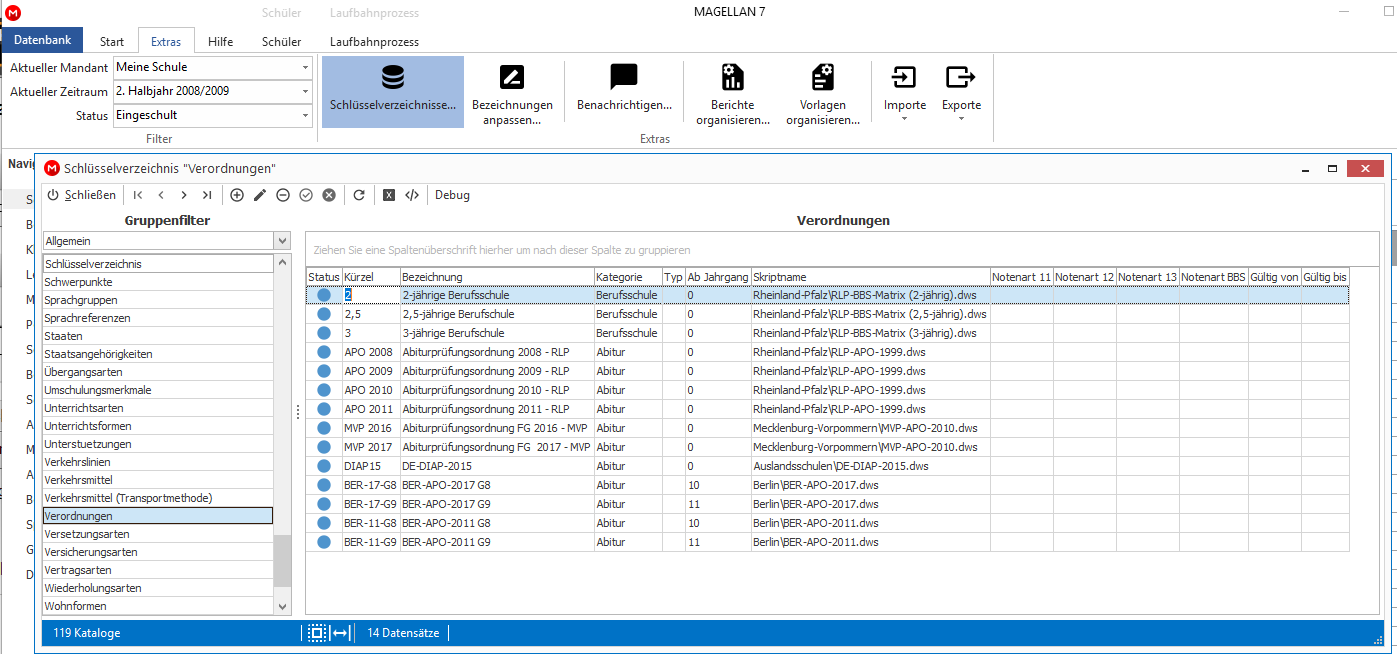 Schüler Laufbahnprozess MAGELLAN 7
Datenbank Start Extras Hilfe Schüler Laufbahnprozess
Aktueller Mandant Meine Schule
Aktueller Zeitraum 2. Halbjahr 2008/2009
Status Eingeschult
Filter
Schlüsselverzeichnisse...
Bezeichnungen
anpassen...
Benachrichtigen...
Berichte
organisieren...
Vorlagen
organisieren...
Importe
Exporte
Extras
Schlüsselverzeichnis "Verordnungen"
Schließen Debug
Gruppenfilter
Allgemein
Schlüsselverzeichnis
Schwerpunkte
Sprachgruppen
Sprachreferenzen
Staaten
Staatsangehörigkeiten
Übergangsarten
Umschulungsmerkmale
Unterrichtsarten
Unterrichtsformen
Unterstuetzungen
Verkehrslinien
Verkehrsmittel
Verkehrsmittel (Transportmethode)
Verordnungen
Versetzungsarten
Versicherungsarten
Vertragsarten
Wiederholungsarten
Wohnformen
Verordnungen
Ziehen Sie eine Spaltenüberschrift hierher um nach dieser Spalte zu gruppieren
Status Kürzel Bezeichnung Kategorie Typ Ab Jahrgang Skriptname Notenart 11 Notenart 12 Notenart 13 Notenart BBS Gültig von Gültig bis
2 2-jährige Berufsschule Berufsschule 0 Rheinland-Pfalz\RLP-BBS-Matrix (2-jährig).dws
2,5 2,5-jährige Berufschule Berufsschule 0 Rheinland-Pfalz\RLP-BBS-Matrix (2,5-jährig).dws
3 3-jährige Berufschule Berufsschule 0 Rheinland-Pfalz\RLP-BBS-Matrix (3-jährig).dws
APO 2008 Abiturprüfungsordnung 2008 - RLP Abitur 0 Rheinland-Pfalz\RLP-APO-1999.dws
APO 2009 Abiturprüfungsordnung 2009 - RLP Abitur 0 Rheinland-Pfalz\RLP-APO-1999.dws
APO 2010 Abiturprüfungsordnung 2010 - RLP Abitur 0 Rheinland-Pfalz\RLP-APO-1999.dws
APO 2011 Abiturprüfungsordnung 2011 - RLP Abitur 0 Rheinland-Pfalz\RLP-APO-1999.dws
MVP 2016 Abiturprüfungsordnung FG 2016 - MVP Abitur 0 Mecklenburg-Vorpommern\MVP-APO-2010.dws
MVP 2017 Abiturprüfungsordnung FG 2017 - MVP Abitur 0 Mecklenburg-Vorpommern\MVP-APO-2010.dws
DIAP15 DE-DIAP-2015 Abitur 0 Auslandsschulen\DE-DIAP-2015.dws
BER-17-G8 BER-APO-2017 G8 Abitur 10 Berlin\BER-APO-2017.dws
BER-17-G9 BER-APO-2017 G9 Abitur 11 Berlin\BER-APO-2017.dws
BER-11-G8 BER-APO-2011 G8 Abitur 10 Berlin\BER-APO-2011.dws
BER-11-G9 BER-APO-2011 G9 Abitur 11 Berlin\BER-APO-2011.dws
119 Kataloge 14 Datensätze